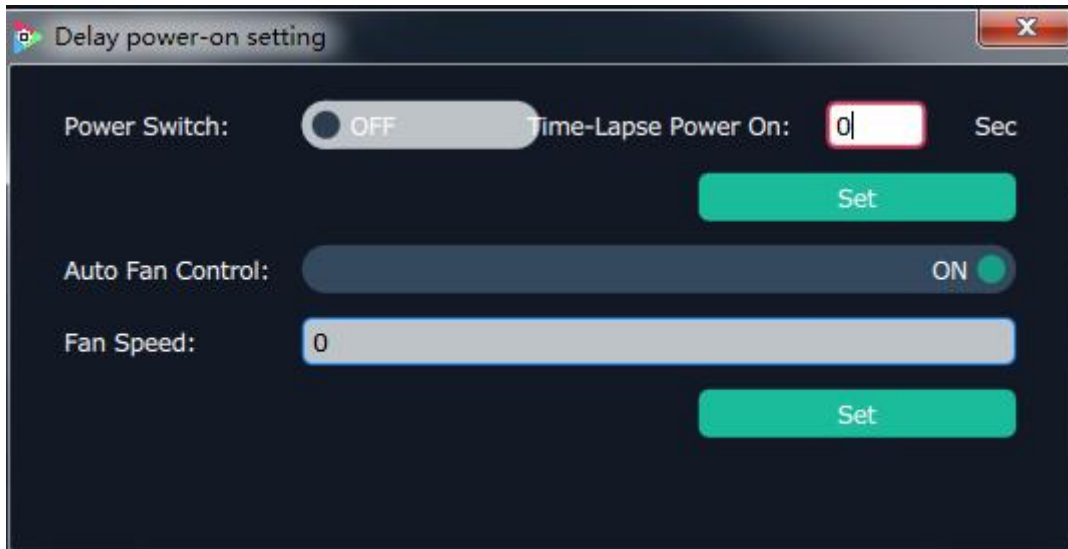 Delay power-on setting
Power Switch: OFF Time-Lapse Power On: 0 Sec
Set
Auto Fan Control: ON
Fan Speed: 0
Set